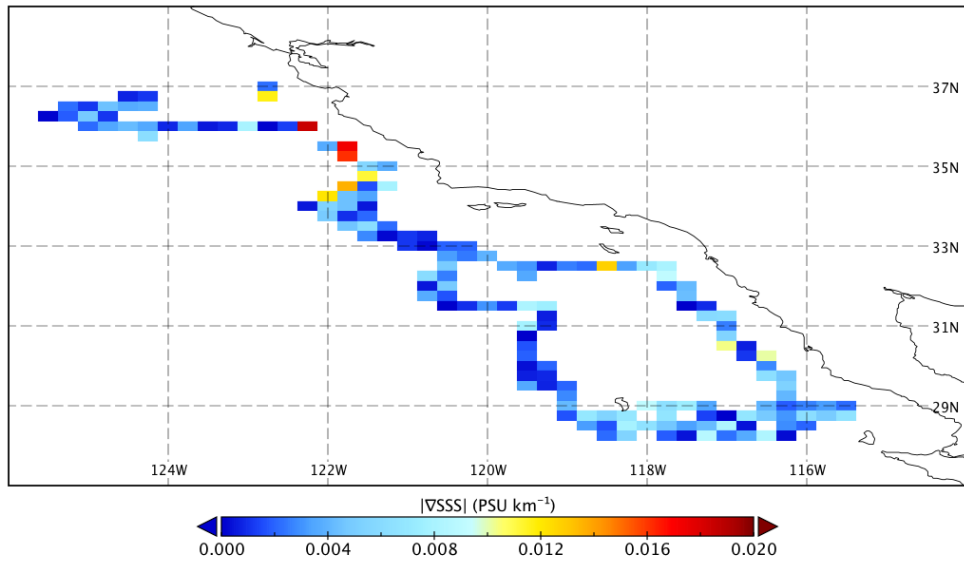 37N
35N
33N
31N
29N
124W 122W 120W 118W 116W
|∇SSS| (PSU km⁻¹)
0.000 0.004 0.008 0.012 0.016 0.020